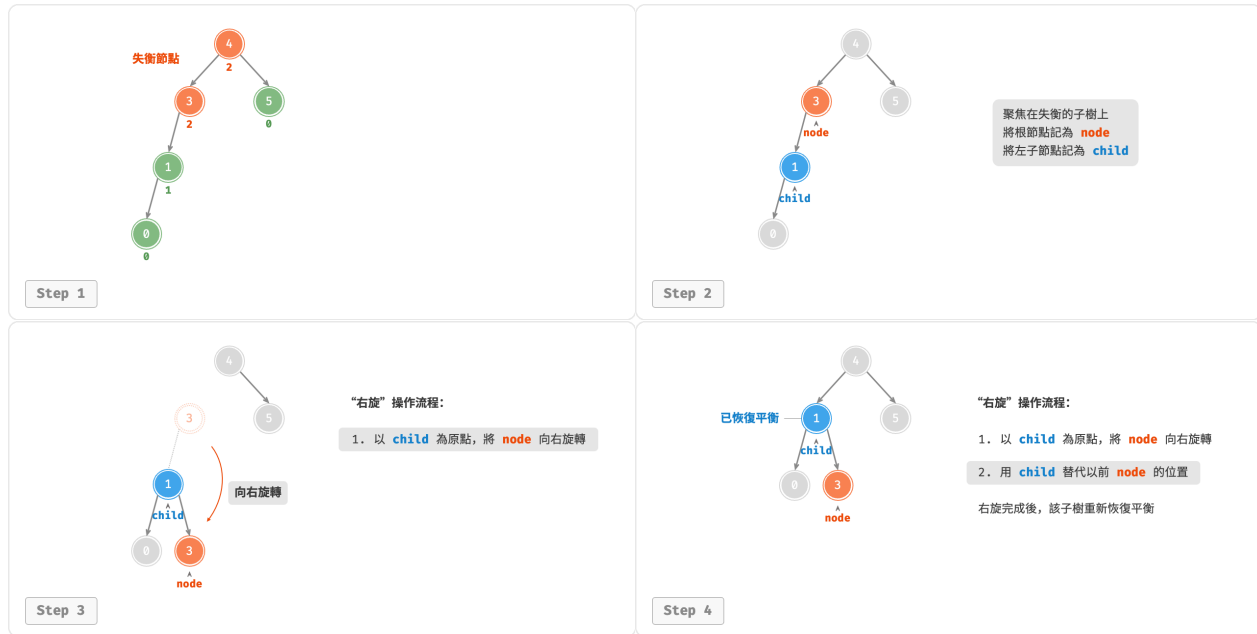 4
失衡節點
2
3
5
2
0
1
1
0
0
Step 1
4
3
5
node
1
child
0
聚焦在失衡的子樹上
將根節點記為 node
將左子節點記為 child
Step 2
4
3
5
1
child
0
3
node
向右旋轉
“右旋”操作流程：
1. 以 child 為原點，將 node 向右旋轉
Step 3
4
已恢復平衡
1
5
child
0
3
node
“右旋”操作流程：
1. 以 child 為原點，將 node 向右旋轉
2. 用 child 替代以前 node 的位置
右旋完成後，該子樹重新恢復平衡
Step 4